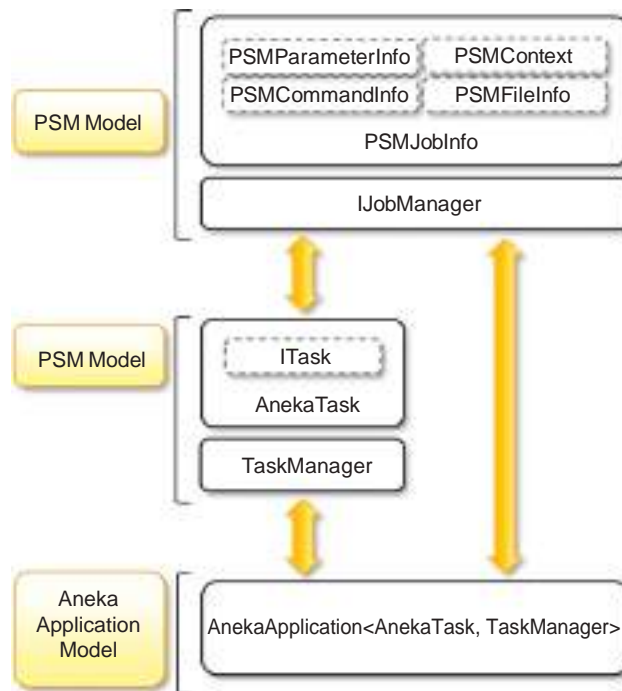 PSMParameterInfo
PSMContext
PSMCommandInfo
PSMFileInfo
PSM Model
PSMJobInfo
IJobManager
PSM Model
ITask
AnekaTask
TaskManager
Aneka
Application
Model
AnekaApplication<AnekaTask, TaskManager>